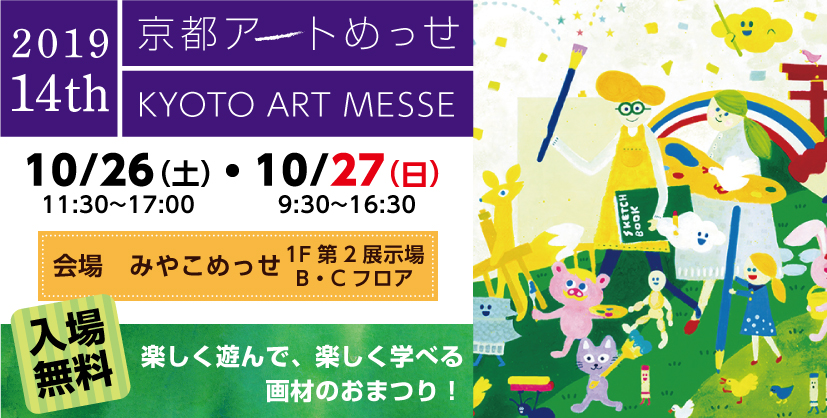 2019
14th
京都アートめっせ
KYOTO ART MESSE
10/26(土)・10/27(日)
11:30〜17:00 9:30〜16:30
会場 みやこめっせ 1F 第2展示場
B・Cフロア
入場
無料
楽しく遊んで、楽しく学べる
画材のおまつり!
SKETCH
BOOK